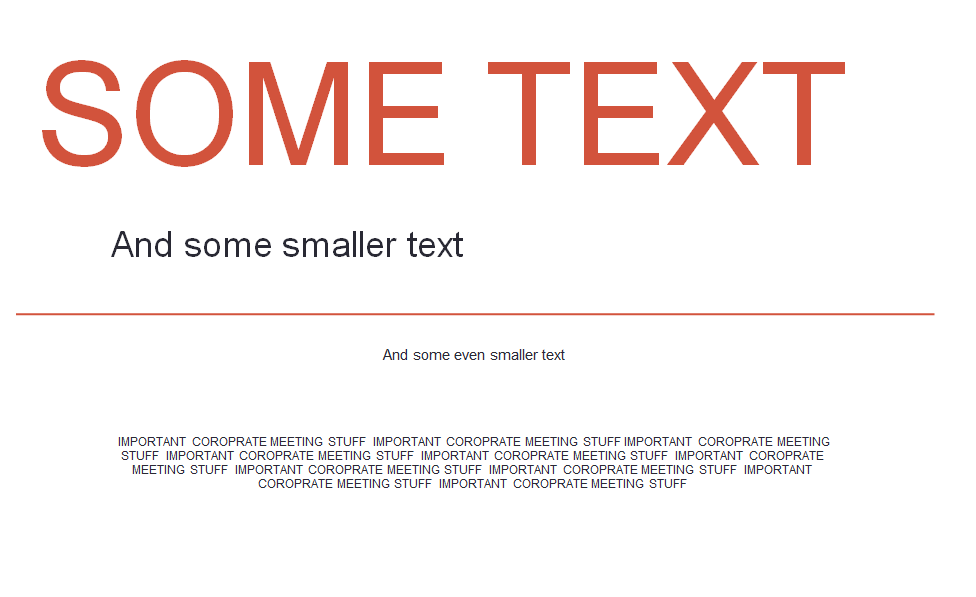 SOME TEXT
And some smaller text
And some even smaller text
IMPORTANT COROPRATE MEETING STUFF IMPORTANT COROPRATE MEETING STUFF IMPORTANT COROPRATE MEETING
STUFF IMPORTANT COROPRATE MEETING STUFF IMPORTANT COROPRATE MEETING STUFF IMPORTANT COROPRATE
MEETING STUFF IMPORTANT COROPRATE MEETING STUFF IMPORTANT COROPRATE MEETING STUFF IMPORTANT
COROPRATE MEETING STUFF IMPORTANT COROPRATE MEETING STUFF